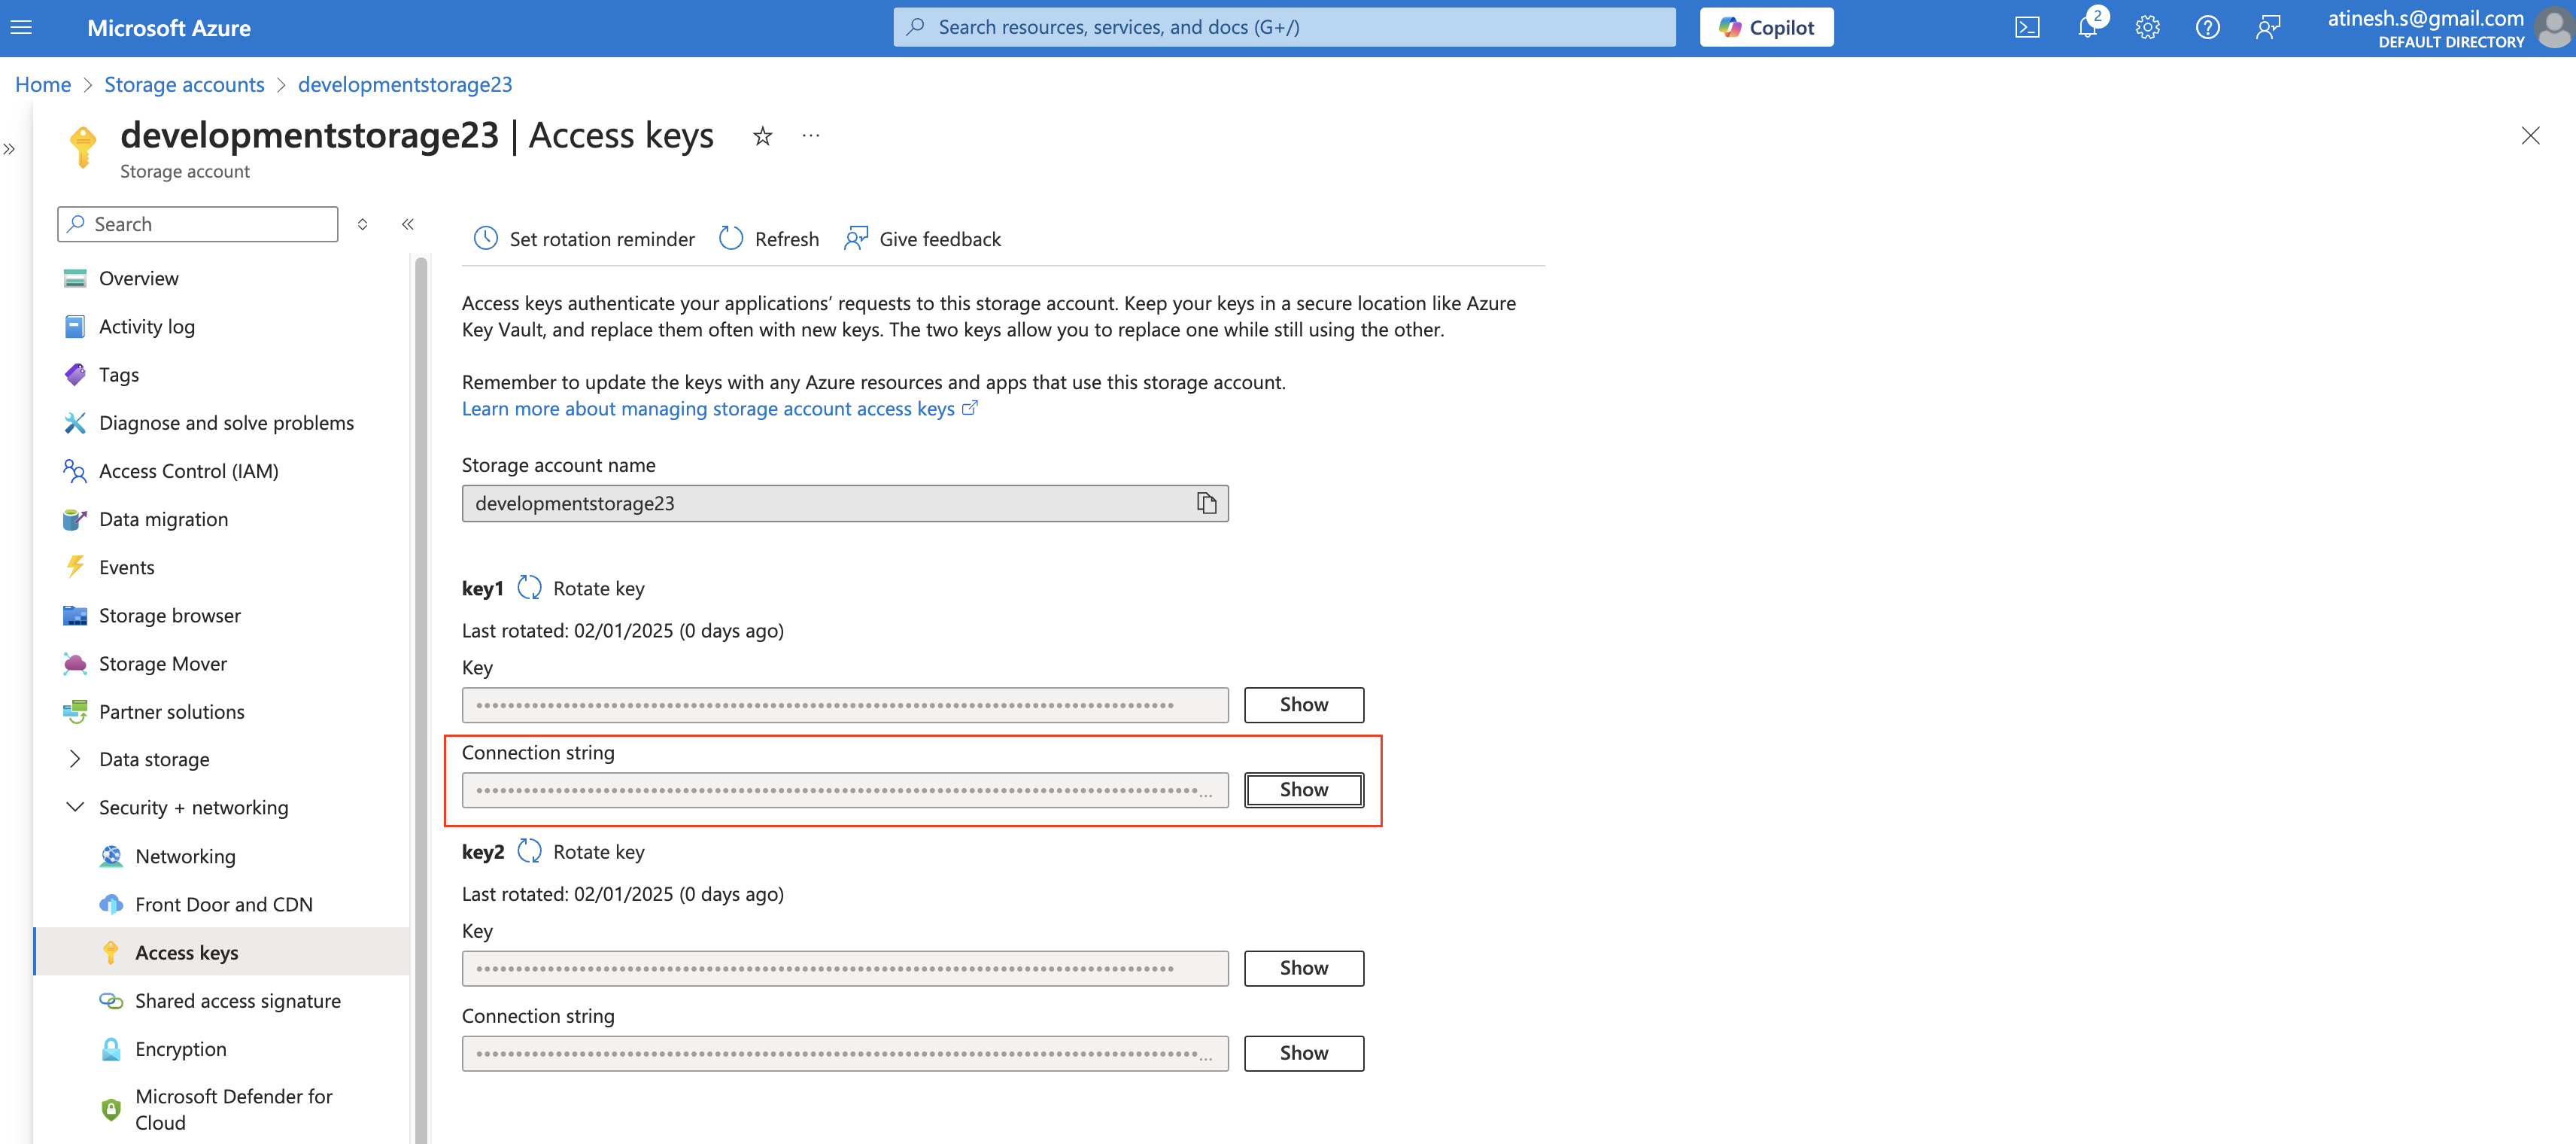 Microsoft Azure
Search resources, services, and docs (G+/)
Copilot
2
atinesh.s@gmail.com
DEFAULT DIRECTORY
Home > Storage accounts > developmentstorage23
developmentstorage23 | Access keys
Storage account
Search
Overview
Activity log
Tags
Diagnose and solve problems
Access Control (IAM)
Data migration
Events
Storage browser
Storage Mover
Partner solutions
Data storage
Security + networking
Networking
Front Door and CDN
Access keys
Shared access signature
Encryption
Microsoft Defender for
Cloud
Set rotation reminder
Refresh
Give feedback
Access keys authenticate your applications’ requests to this storage account. Keep your keys in a secure location like Azure
Key Vault, and replace them often with new keys. The two keys allow you to replace one while still using the other.
Remember to update the keys with any Azure resources and apps that use this storage account.
Learn more about managing storage account access keys
Storage account name
developmentstorage23
key1 Rotate key
Last rotated: 02/01/2025 (0 days ago)
Key
Show
Connection string
Show
key2 Rotate key
Last rotated: 02/01/2025 (0 days ago)
Key
Show
Connection string
Show